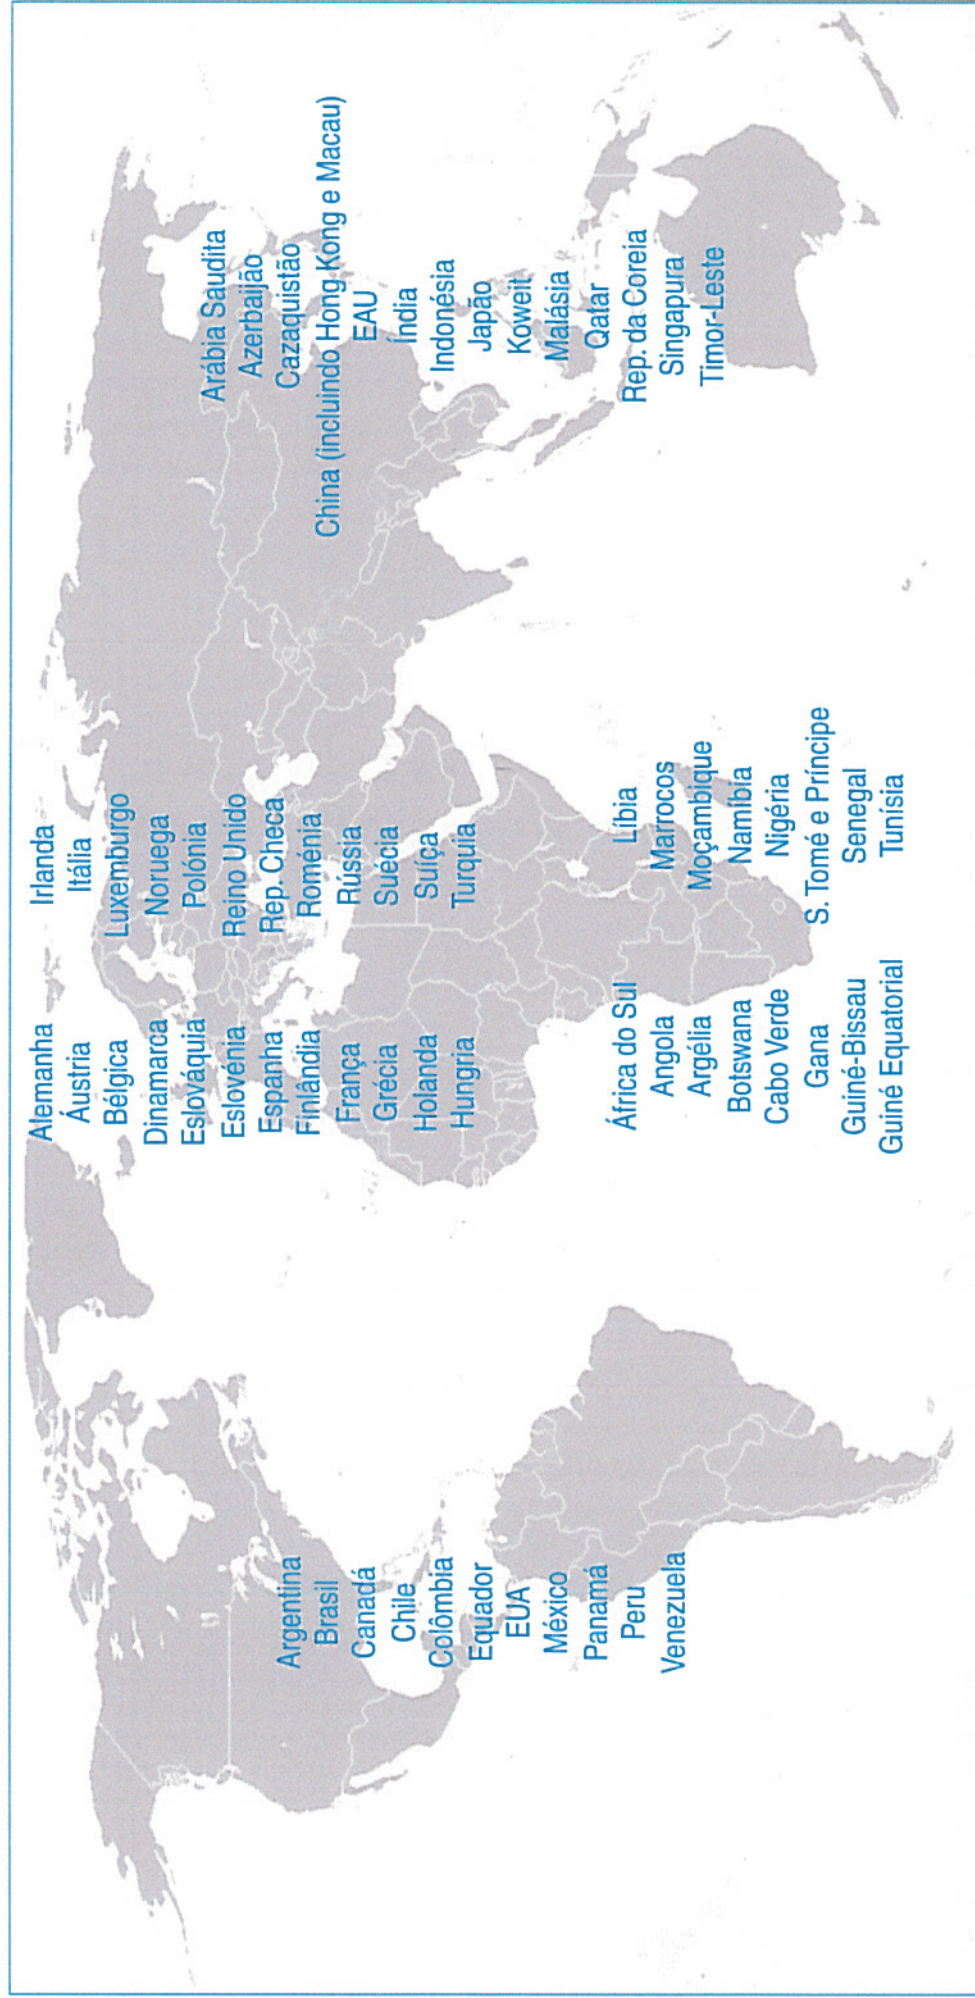 Alemanha
Áustria
Bélgica
Dinamarca
Eslováquia
Eslovénia
Espanha
Finlândia
França
Grécia
Holanda
Hungria
Irlanda
Itália
Luxemburgo
Noruega
Polónia
Reino Unido
Rep. Checa
Roménia
Rússia
Suécia
Suíça
Turquia
Arábia Saudita
Azerbaijão
Cazaquistão
China (incluindo Hong Kong e Macau)
EAU
Índia
Indonésia
Japão
Koweit
Malásia
Qatar
Rep. da Coreia
Singapura
Timor-Leste
Argentina
Brasil
Canadá
Chile
Colômbia
Equador
EUA
México
Panamá
Peru
Venezuela
África do Sul
Angola
Argélia
Botswana
Cabo Verde
Gana
Guiné-Bissau
Guiné Equatorial
Líbia
Marrocos
Moçambique
Namíbia
Nigéria
S. Tomé e Príncipe
Senegal
Tunísia